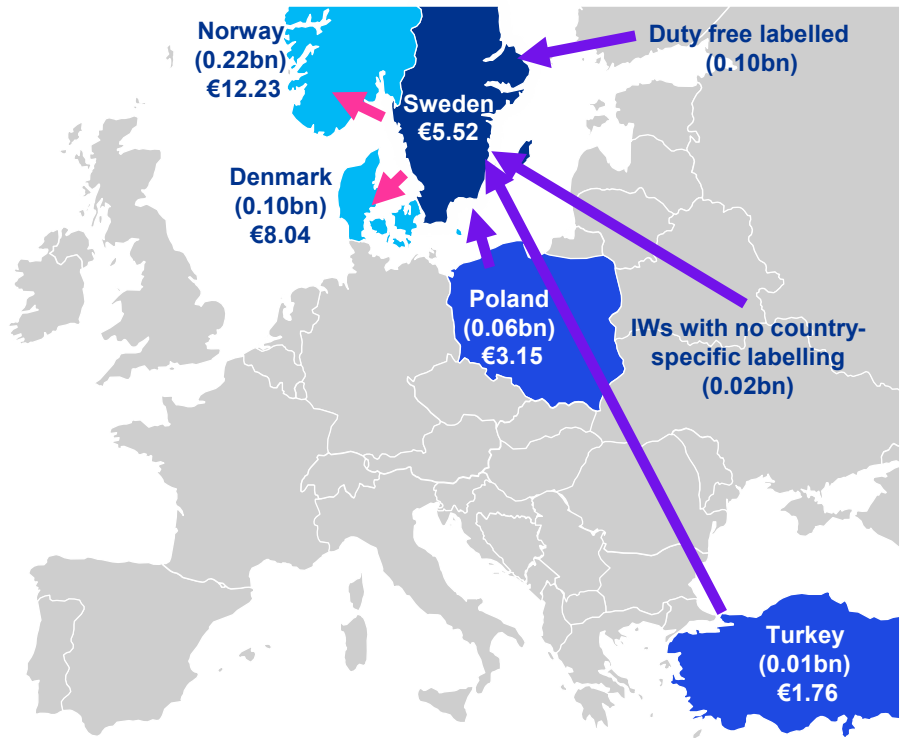 Norway
(0.22bn)
€12.23
Duty free labelled
(0.10bn)
Sweden
€5.52
Denmark
(0.10bn)
€8.04
Poland
(0.06bn)
€3.15
IWs with no country-
specific labelling
(0.02bn)
Turkey
(0.01bn)
€1.76